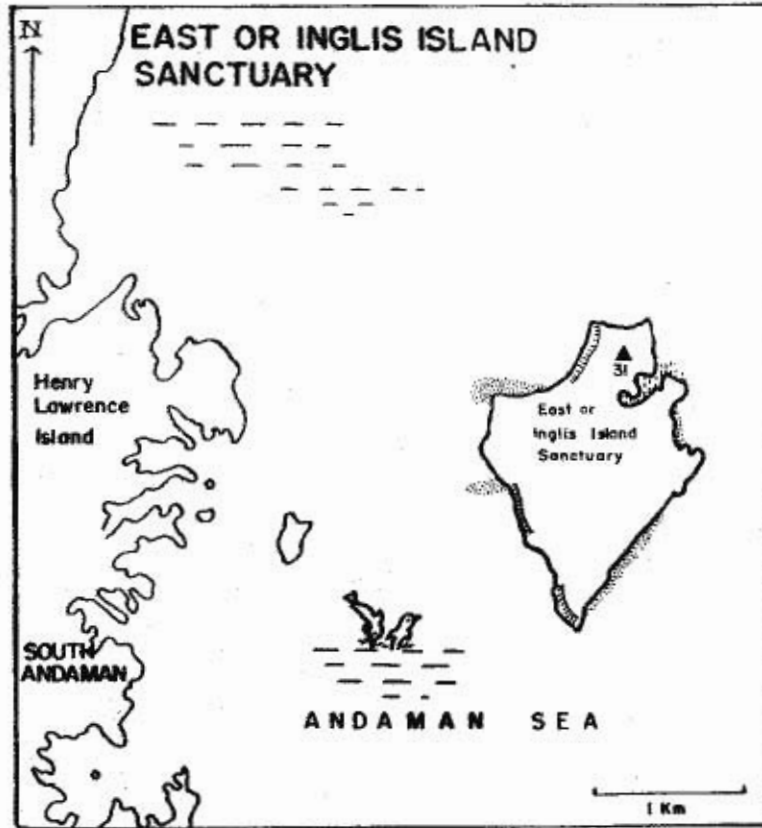 N
EAST OR INGLIS ISLAND
SANCTUARY
31
Henry
Lawrence
Island
East or
Inglis Island
Sanctuary
SOUTH
ANDAMAN
ANDAMAN SEA
1 Km